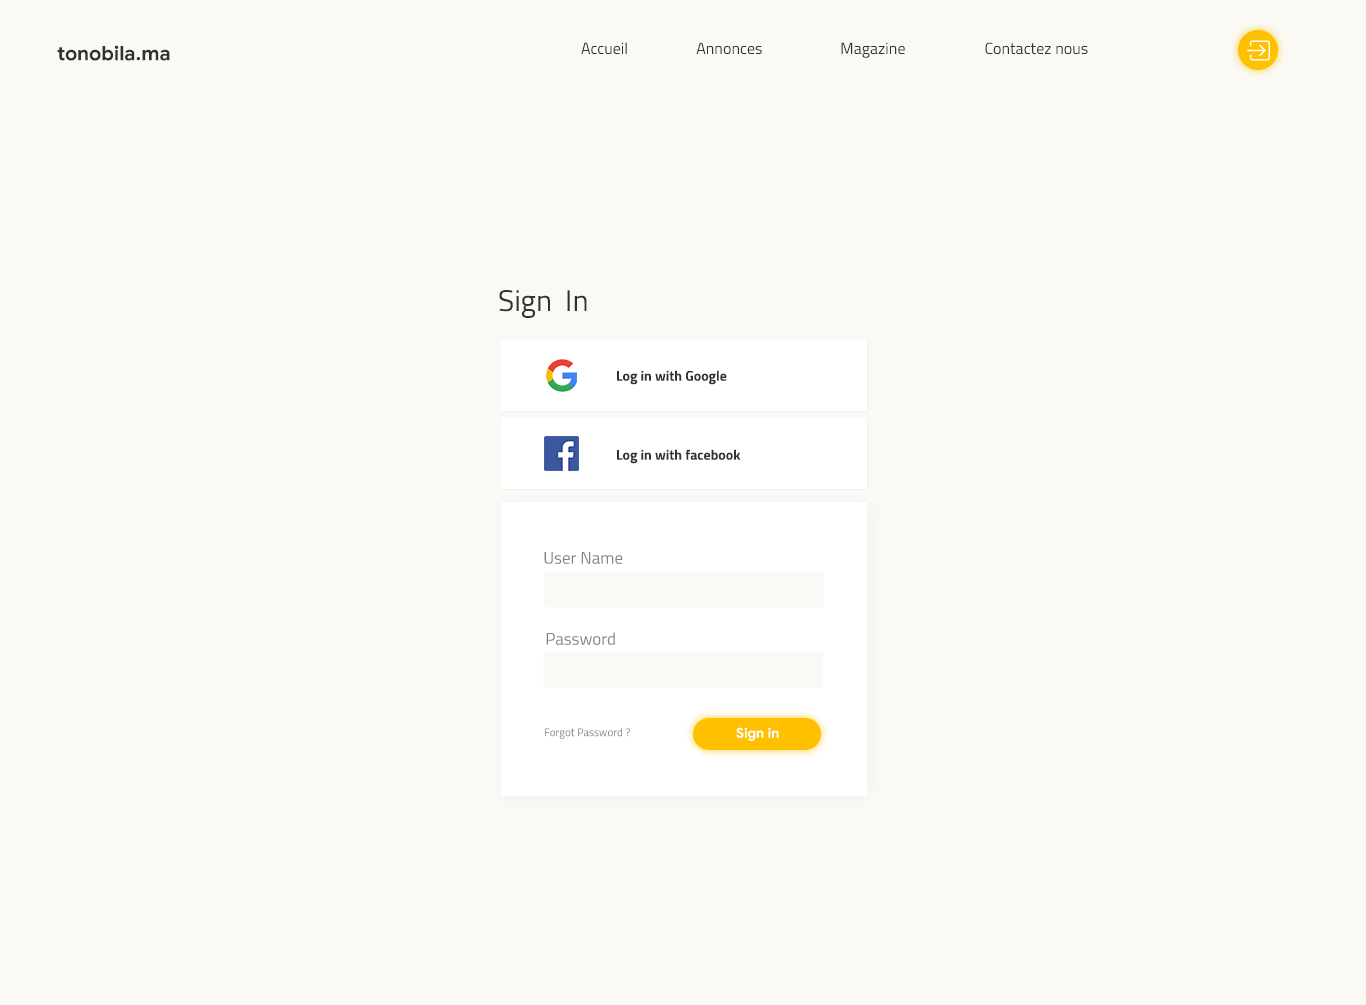 tonobila.ma
Accueil
Annonces
Magazine
Contactez nous
Sign In
Log in with Google
Log in with facebook
User Name
Password
Forgot Password ?
Sign in